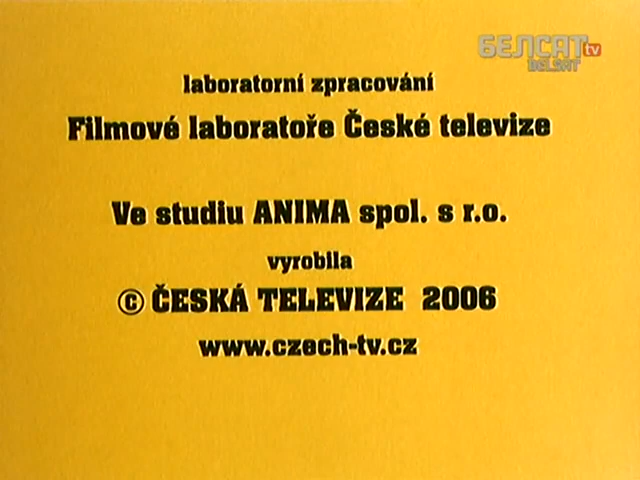 БЕЛСАТ tv
BELSAT
laboratorní zpracování
Filmové laboratoře České televize
Ve studiu ANIMA spol. s r.o.
vyrobila
© ČESKÁ TELEVIZE 2006
www.czech-tv.cz